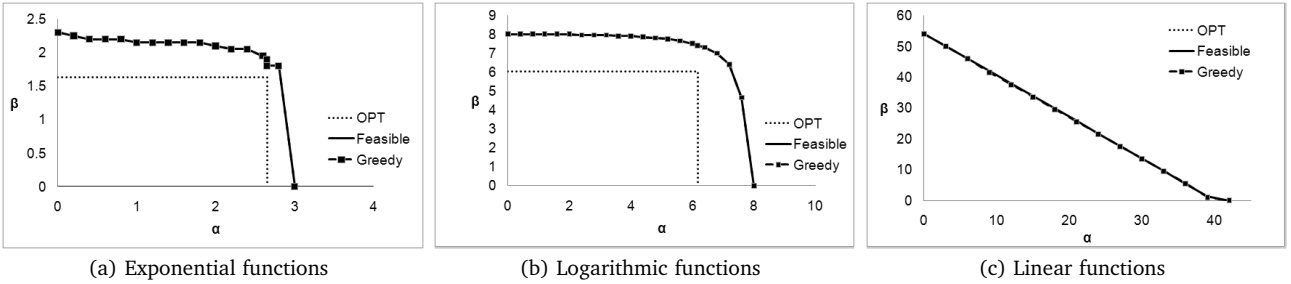 2.5
2
1.5
1
0.5
0
β
0
1
2
3
4
α
OPT
Feasible
Greedy
(a) Exponential functions
9
8
7
6
5
4
3
2
1
0
β
0
2
4
6
8
10
α
OPT
Feasible
Greedy
(b) Logarithmic functions
60
50
40
30
20
10
0
β
0
10
20
30
40
α
OPT
Feasible
Greedy
(c) Linear functions